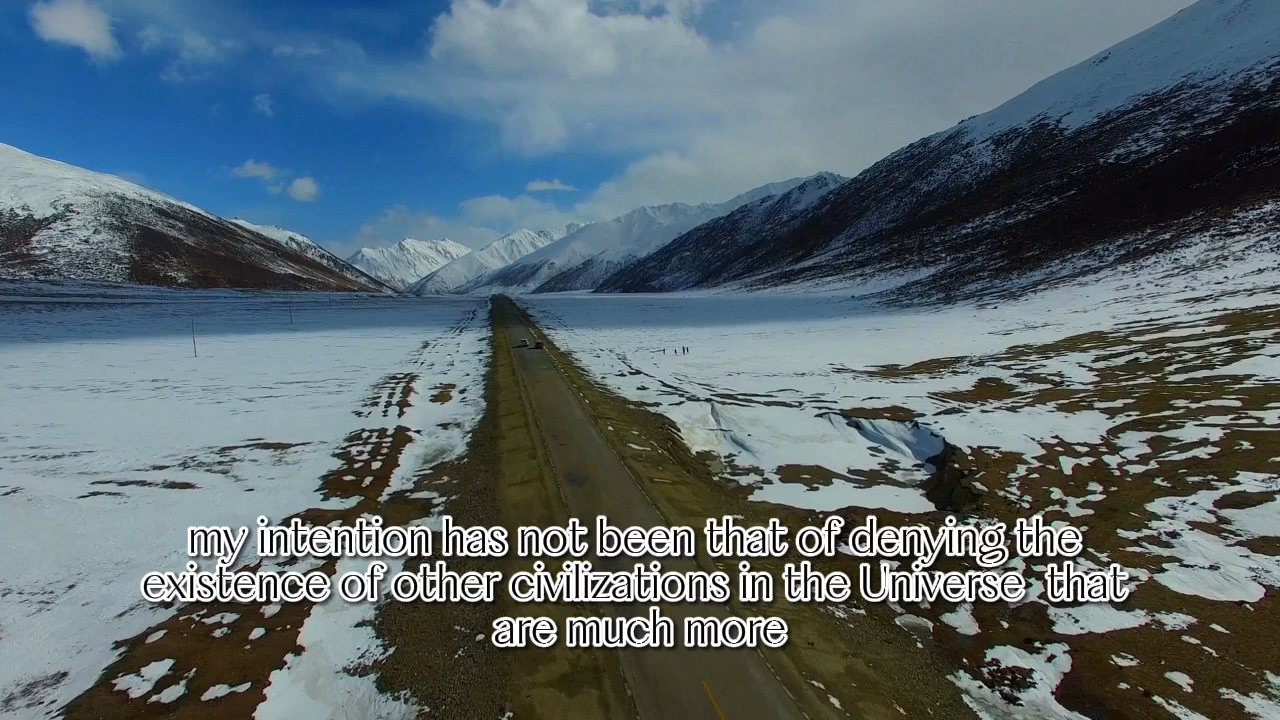 my intention has not been that of denying the
existence of other civilizations in the Universe  that
are much more